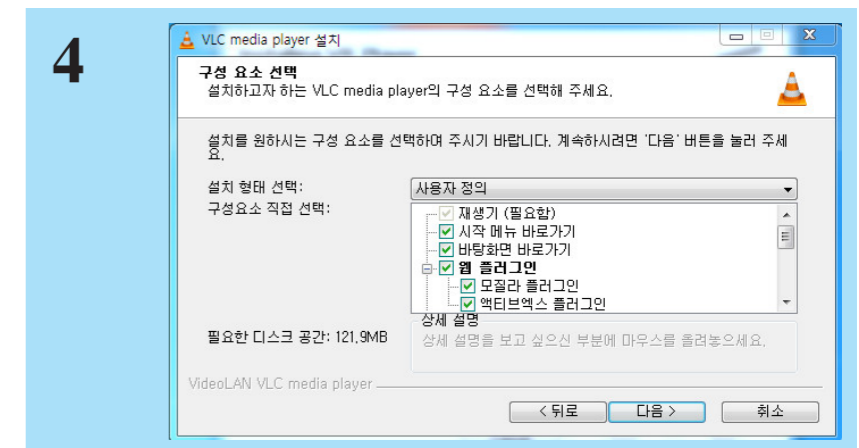 4
VLC media player 설치
구성 요소 선택
설치하고자 하는 VLC media player의 구성 요소를 선택해 주세요.
설치를 원하시는 구성 요소를 선택하여 주시기 바랍니다. 계속하시려면 '다음' 버튼을 눌러 주세
요.
설치 형태 선택:
사용자 정의
구성요소 직접 선택:
재생기 (필요함)
시작 메뉴 바로가기
바탕화면 바로가기
웹 플러그인
모질라 플러그인
액티브엑스 플러그인
상세 설명
필요한 디스크 공간: 121.9MB
상세 설명을 보고 싶으신 부분에 마우스를 올려놓으세요.
VideoLAN VLC media player
< 뒤로
다음 >
취소